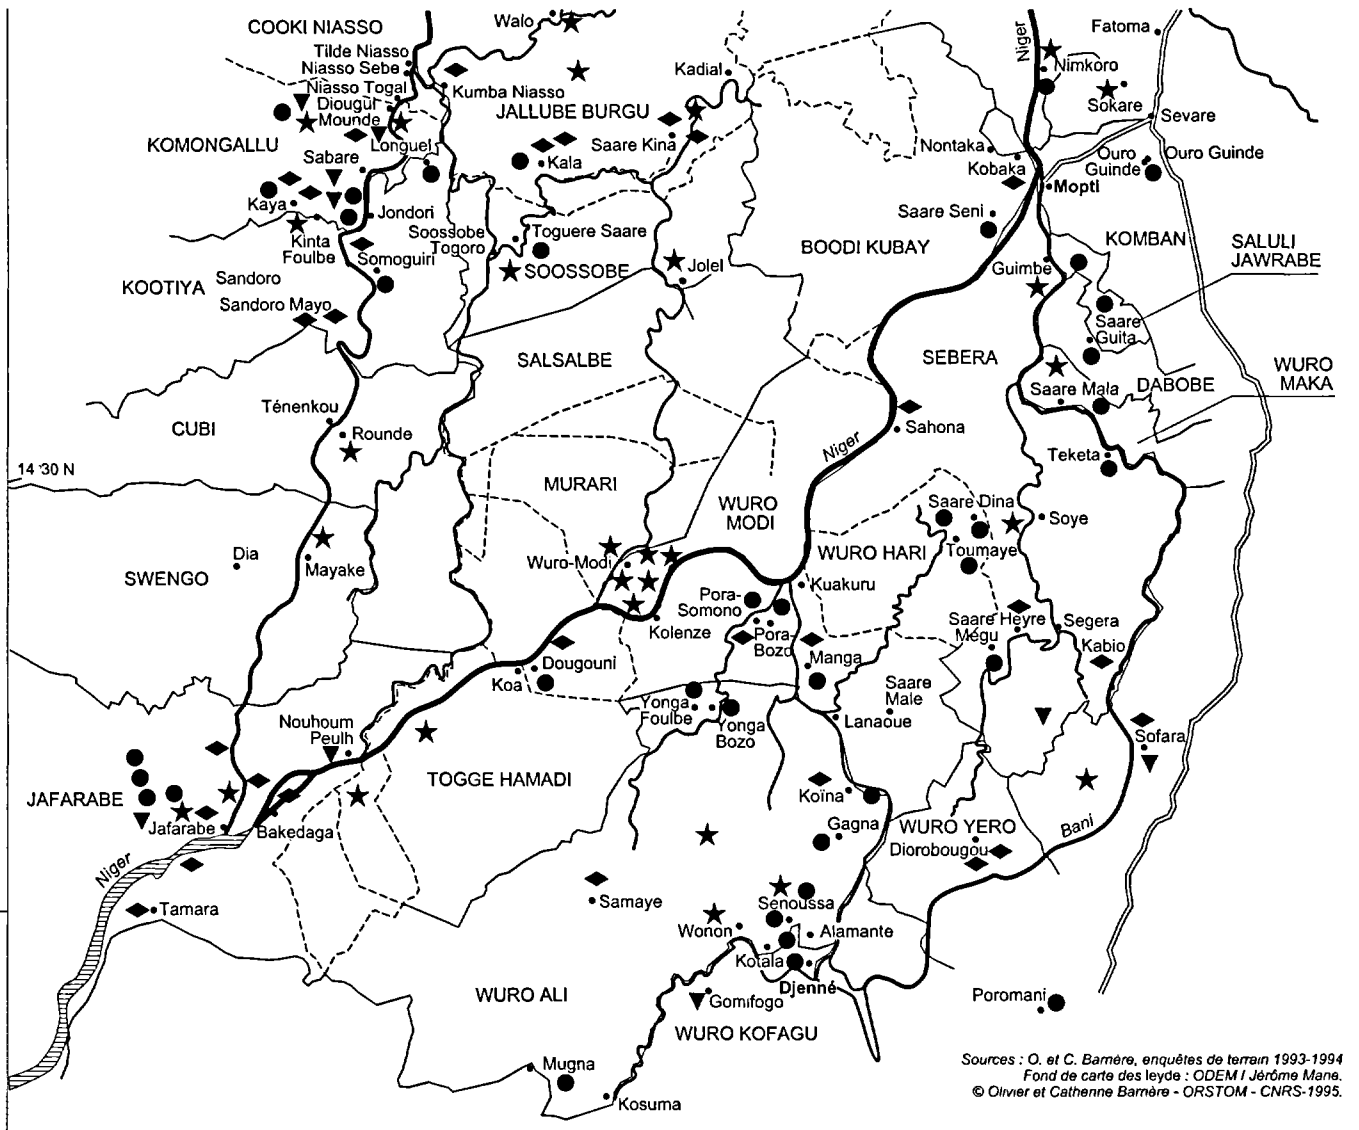 Walo
COOKI NIASSO
Niger
Fatoma
Tilde Niasso
Niasso Sebe
Kadial
Nimkoro
Niasso Togal
Kumba Niasso
Sokare
Diougui
Mounde
JALLUBE BURGU
Sevare
KOMONGALLU
Longuel
Saare Kina
Nontaka
Ouro
Guinde
Ouro Guinde
Sabare
Kala
Kobaka
Mopti
Kaya
Jondori
Saare Seni
Kinta
Foulbe
Soossobe
Togoro
Toguere Saare
BOODI KUBAY
KOMBAN
SALULI
JAWRABE
Somoguiri
SOOSSOBE
Jolel
Guimbe
KOOTIYA
Sandoro
Sandoro Mayo
Saare
Guita
SALSALBE
SEBERA
WURO
MAKA
Saare Mala
DABOBE
Ténenkou
CUBI
Rounde
Sahona
Niger
Teketa
14°30 N
MURARI
WURO
MODI
Saare Dina
Soye
Dia
Mayake
Wuro-Modi
WURO HARI
Toumaye
SWENGO
Kuakuru
Pora-
Somono
Kolenze
Pora-
Bozo
Saare Heyre
Mégu
Segera
Kabio
Dougouni
Koa
Manga
Saare
Male
Yonga
Foulbe
Yonga
Bozo
Lanaoue
Nouhoum
Peulh
Sofara
TOGGE HAMADI
JAFARABE
Koïna
Jafarabe
Bakedaga
Gagna
WURO YERO
Bani
Diorobougou
Niger
Samaye
Tamara
Senoussa
Wonon
Alamante
Kotala
Djenné
WURO ALI
Gomifogo
Poromani
WURO KOFAGU
Mugna
Kosuma
Sources : O. et C. Barrière, enquêtes de terrain 1993-1994
Fond de carte des leyde : ODEM / Jérôme Marie.
© Olivier et Catherine Barrière - ORSTOM - CNRS-1995.